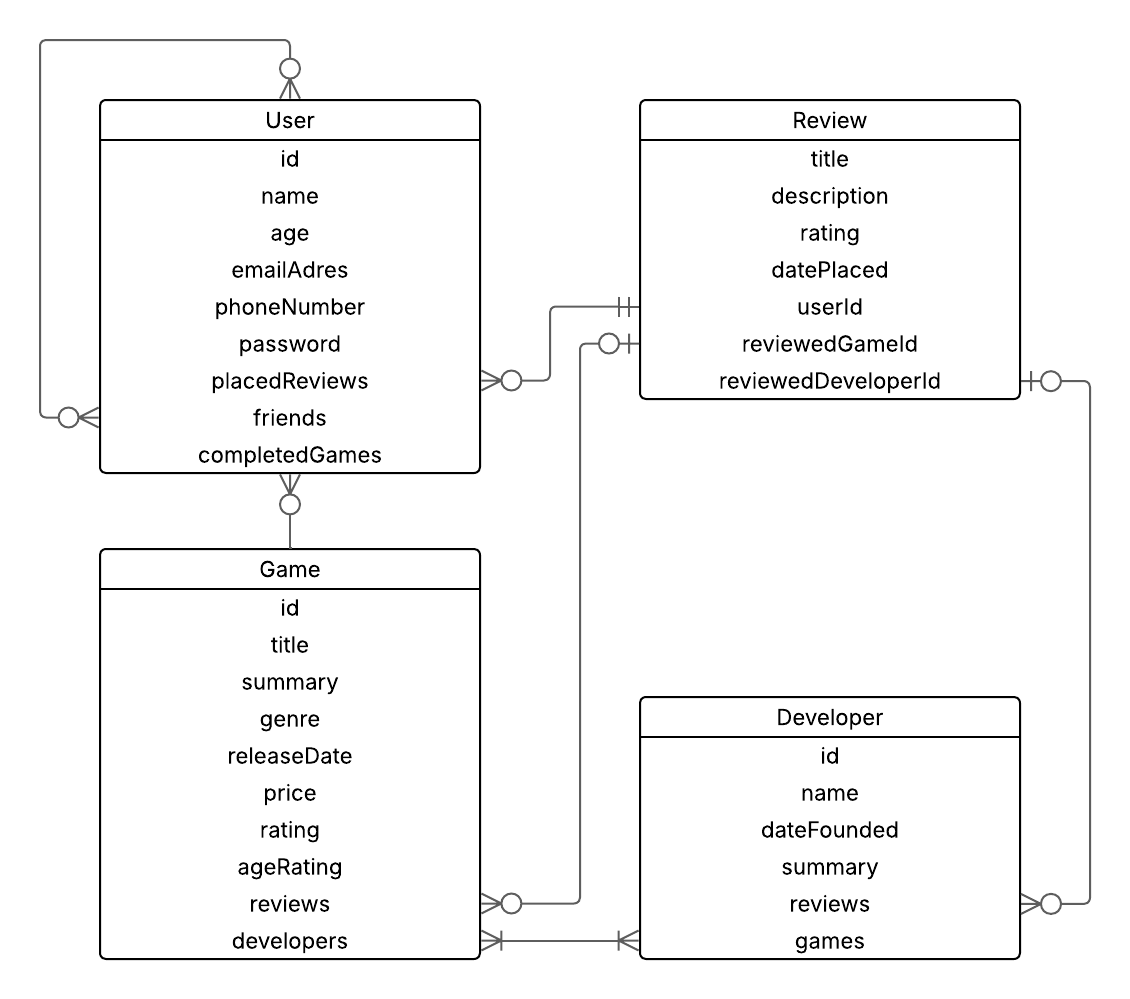 User
id
name
age
emailAdres
phoneNumber
password
placedReviews
friends
completedGames
Review
title
description
rating
datePlaced
userId
reviewedGameId
reviewedDeveloperId
Game
id
title
summary
genre
releaseDate
price
rating
ageRating
reviews
developers
Developer
id
name
dateFounded
summary
reviews
games